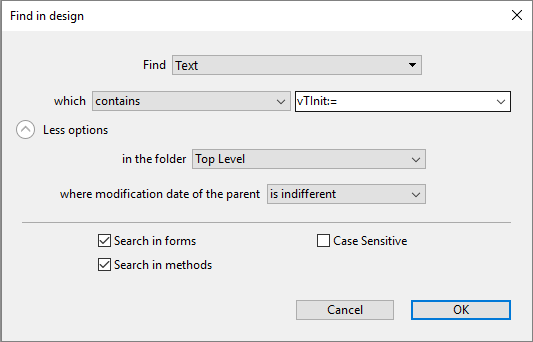 Find in design
Find Text
which contains vTInit:=
Less options
in the folder Top Level
where modification date of the parent is indifferent
Search in forms Case Sensitive
Search in methods
Cancel OK